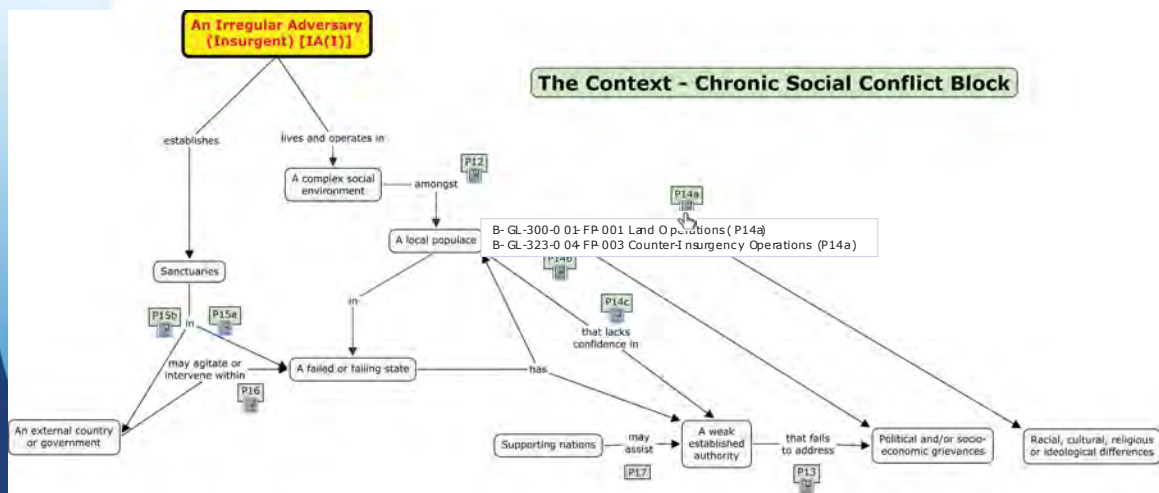 An Irregular Adversary
(Insurgent) [IA(I)]
The Context - Chronic Social Conflict Block
establishes
lives and operates in
P12
A complex social
environment
amongst
P14a
B-GL-300-0 01-FP-001 Land Operations (P14a)
B-GL-323-0 04-FP-003 Counter-Insurgency Operations (P14a)
A local populace
P14b
Sanctuaries
P14c
in
P15b
in
P15a
that lacks
confidence in
may agitate or
intervene within
A failed or failing state
has
P16
An external country
or government
Supporting nations
may
assist
P17
A weak
established
authority
that fails
to address
P13
Political and/or socio-
economic grievances
Racial, cultural, religious
or ideological differences